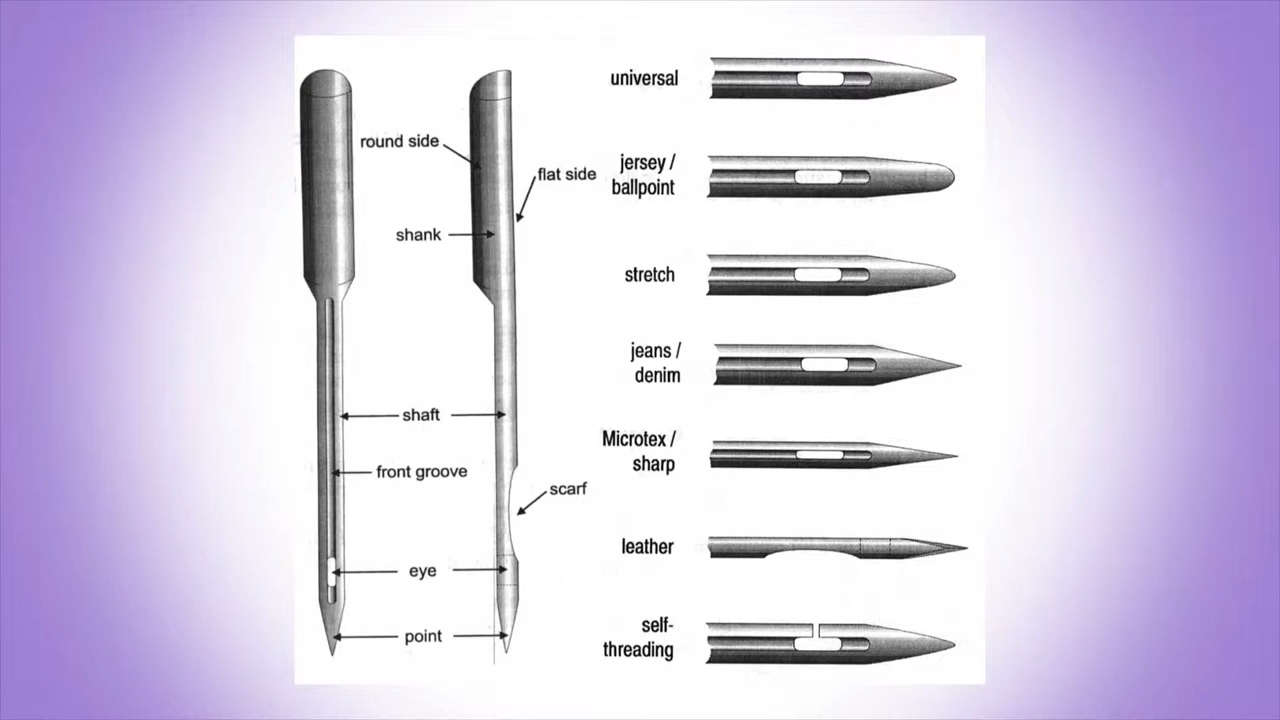 round side
flat side
shank
shaft
front groove
scarf
eye
point
universal
jersey /
ballpoint
stretch
jeans /
denim
Microtex /
sharp
leather
self-
threading